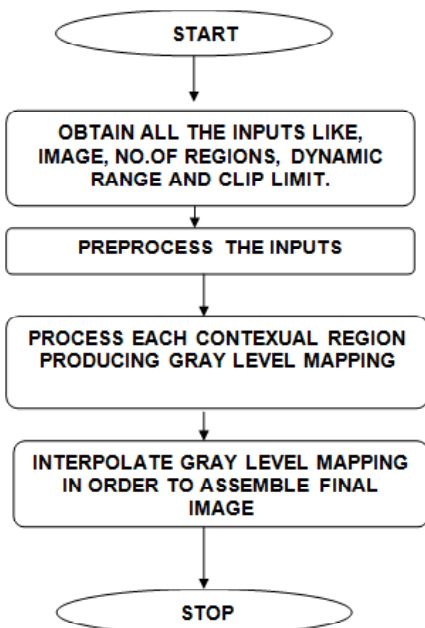 START
OBTAIN ALL THE INPUTS LIKE,
IMAGE, NO.OF REGIONS, DYNAMIC
RANGE AND CLIP LIMIT.
PREPROCESS THE INPUTS
PROCESS EACH CONTEXUAL REGION
PRODUCING GRAY LEVEL MAPPING
INTERPOLATE GRAY LEVEL MAPPING
IN ORDER TO ASSEMBLE FINAL
IMAGE
STOP